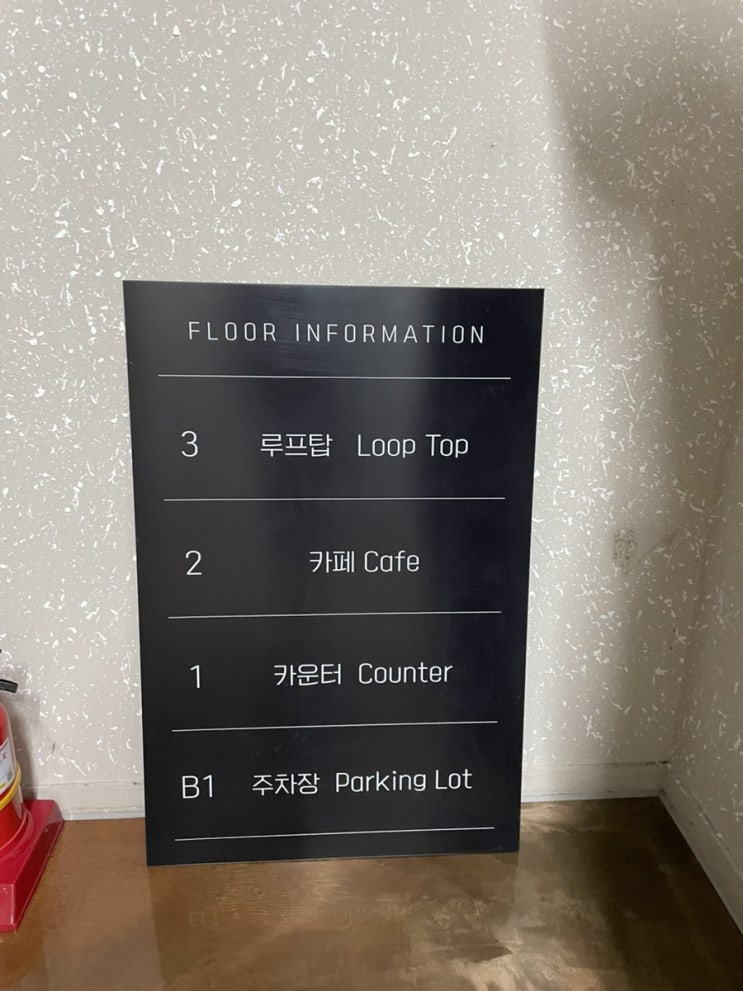 FLOOR INFORMATION
3 루프탑 Loop Top
2 카페 Cafe
1 카운터 Counter
B1 주차장 Parking Lot